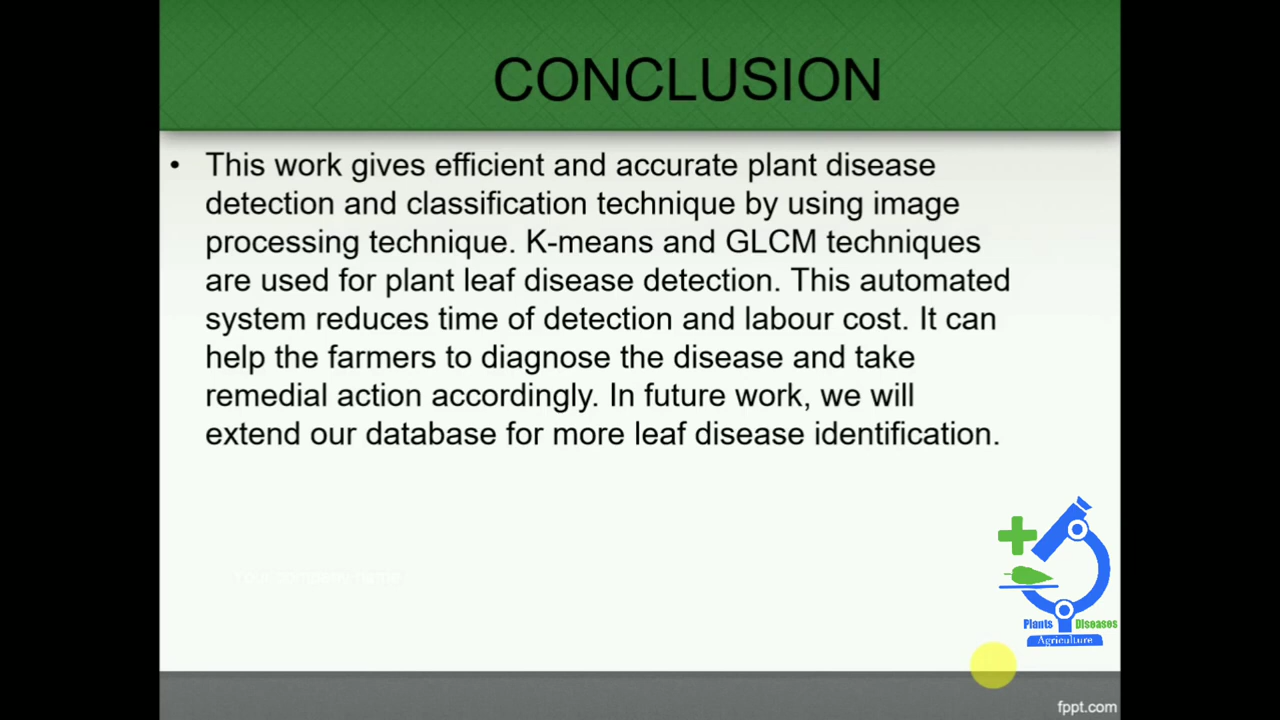 CONCLUSION
• This work gives efficient and accurate plant disease
detection and classification technique by using image
processing technique. K-means and GLCM techniques
are used for plant leaf disease detection. This automated
system reduces time of detection and labour cost. It can
help the farmers to diagnose the disease and take
remedial action accordingly. In future work, we will
extend our database for more leaf disease identification.
Your company name
Plants Diseases
Agriculture
fppt.com